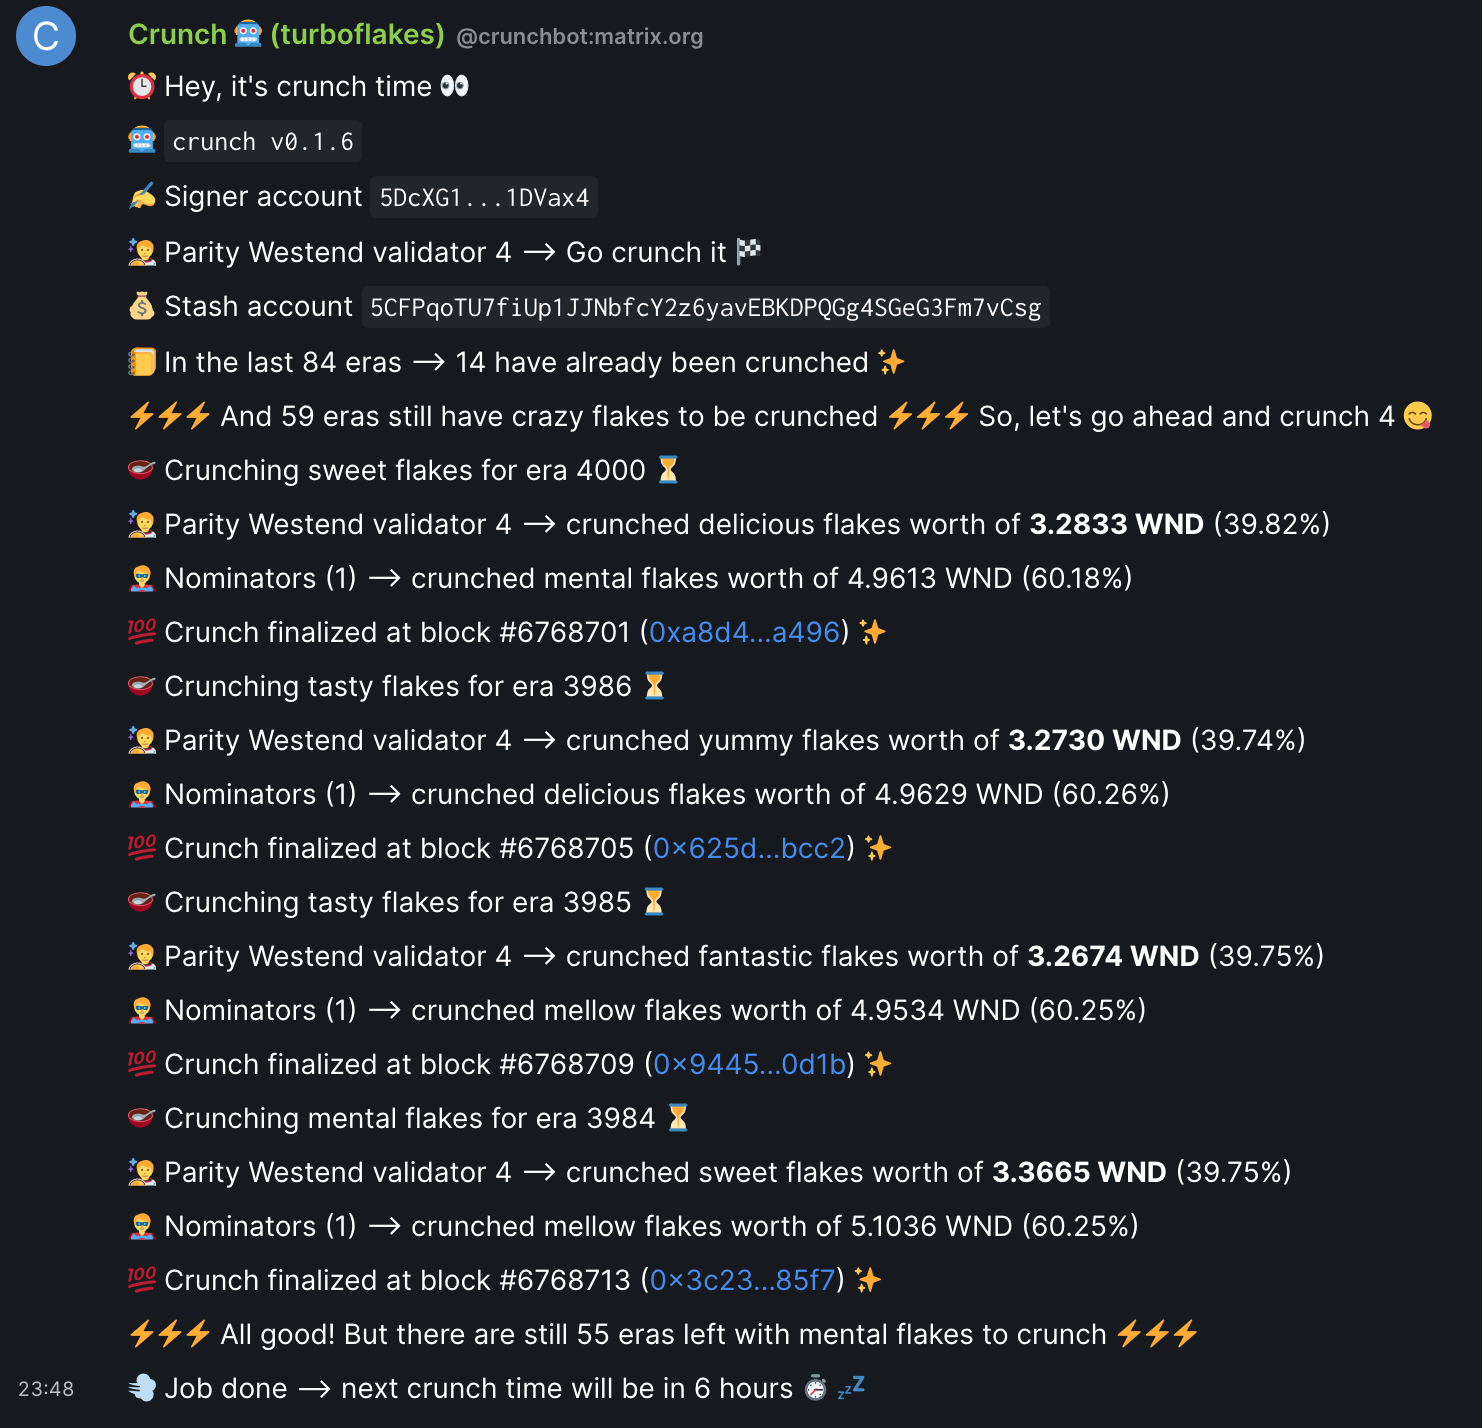 C
Crunch 🤖 (turboflakes) @crunchbot:matrix.org
⏰ Hey, it's crunch time 👀
🤖 crunch v0.1.6
✍️ Signer account 5DcXG1...1DVax4
🧑‍🚀 Parity Westend validator 4 —> Go crunch it 🏁
💰 Stash account 5CFPqoTU7fiUp1JJNbfcY2z6yavEBKDPQGg4SGeG3Fm7vCsg
📒 In the last 84 eras —> 14 have already been crunched ✨
⚡⚡⚡ And 59 eras still have crazy flakes to be crunched ⚡⚡⚡ So, let's go ahead and crunch 4 😋
🥣 Crunching sweet flakes for era 4000 ⏳
Parity Westend validator 4 —> crunched delicious flakes worth of 3.2833 WND (39.82%)
🦸 Nominators (1) —> crunched mental flakes worth of 4.9613 WND (60.18%)
💯 Crunch finalized at block #6768701 (0xa8d4...a496) ✨
🥣 Crunching tasty flakes for era 3986 ⏳
Parity Westend validator 4 —> crunched yummy flakes worth of 3.2730 WND (39.74%)
🦸 Nominators (1) —> crunched delicious flakes worth of 4.9629 WND (60.26%)
💯 Crunch finalized at block #6768705 (0x625d...bcc2) ✨
🥣 Crunching tasty flakes for era 3985 ⏳
Parity Westend validator 4 —> crunched fantastic flakes worth of 3.2674 WND (39.75%)
🦸 Nominators (1) —> crunched mellow flakes worth of 4.9534 WND (60.25%)
💯 Crunch finalized at block #6768709 (0x9445...0d1b) ✨
🥣 Crunching mental flakes for era 3984 ⏳
Parity Westend validator 4 —> crunched sweet flakes worth of 3.3665 WND (39.75%)
🦸 Nominators (1) —> crunched mellow flakes worth of 5.1036 WND (60.25%)
💯 Crunch finalized at block #6768713 (0x3c23...85f7) ✨
⚡⚡⚡ All good! But there are still 55 eras left with mental flakes to crunch ⚡⚡⚡
23:48 💨 Job done —> next crunch time will be in 6 hours ⏱ 💤